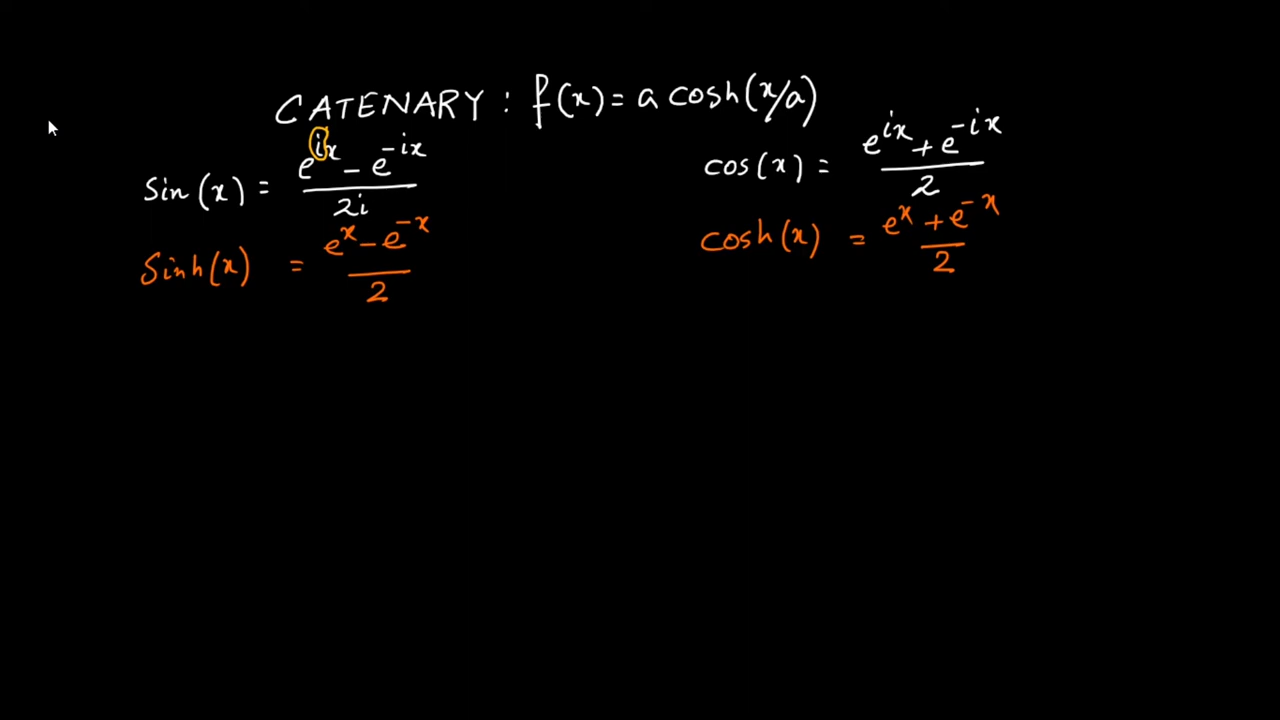 CATENARY : f(x) = a cosh(x/a)
sin(x) = (e^{ix} - e^{-ix})/2i
cos(x) = (e^{ix} + e^{-ix})/2
Sinh(x) = (e^x - e^{-x})/2
cosh(x) = (e^x + e^{-x})/2